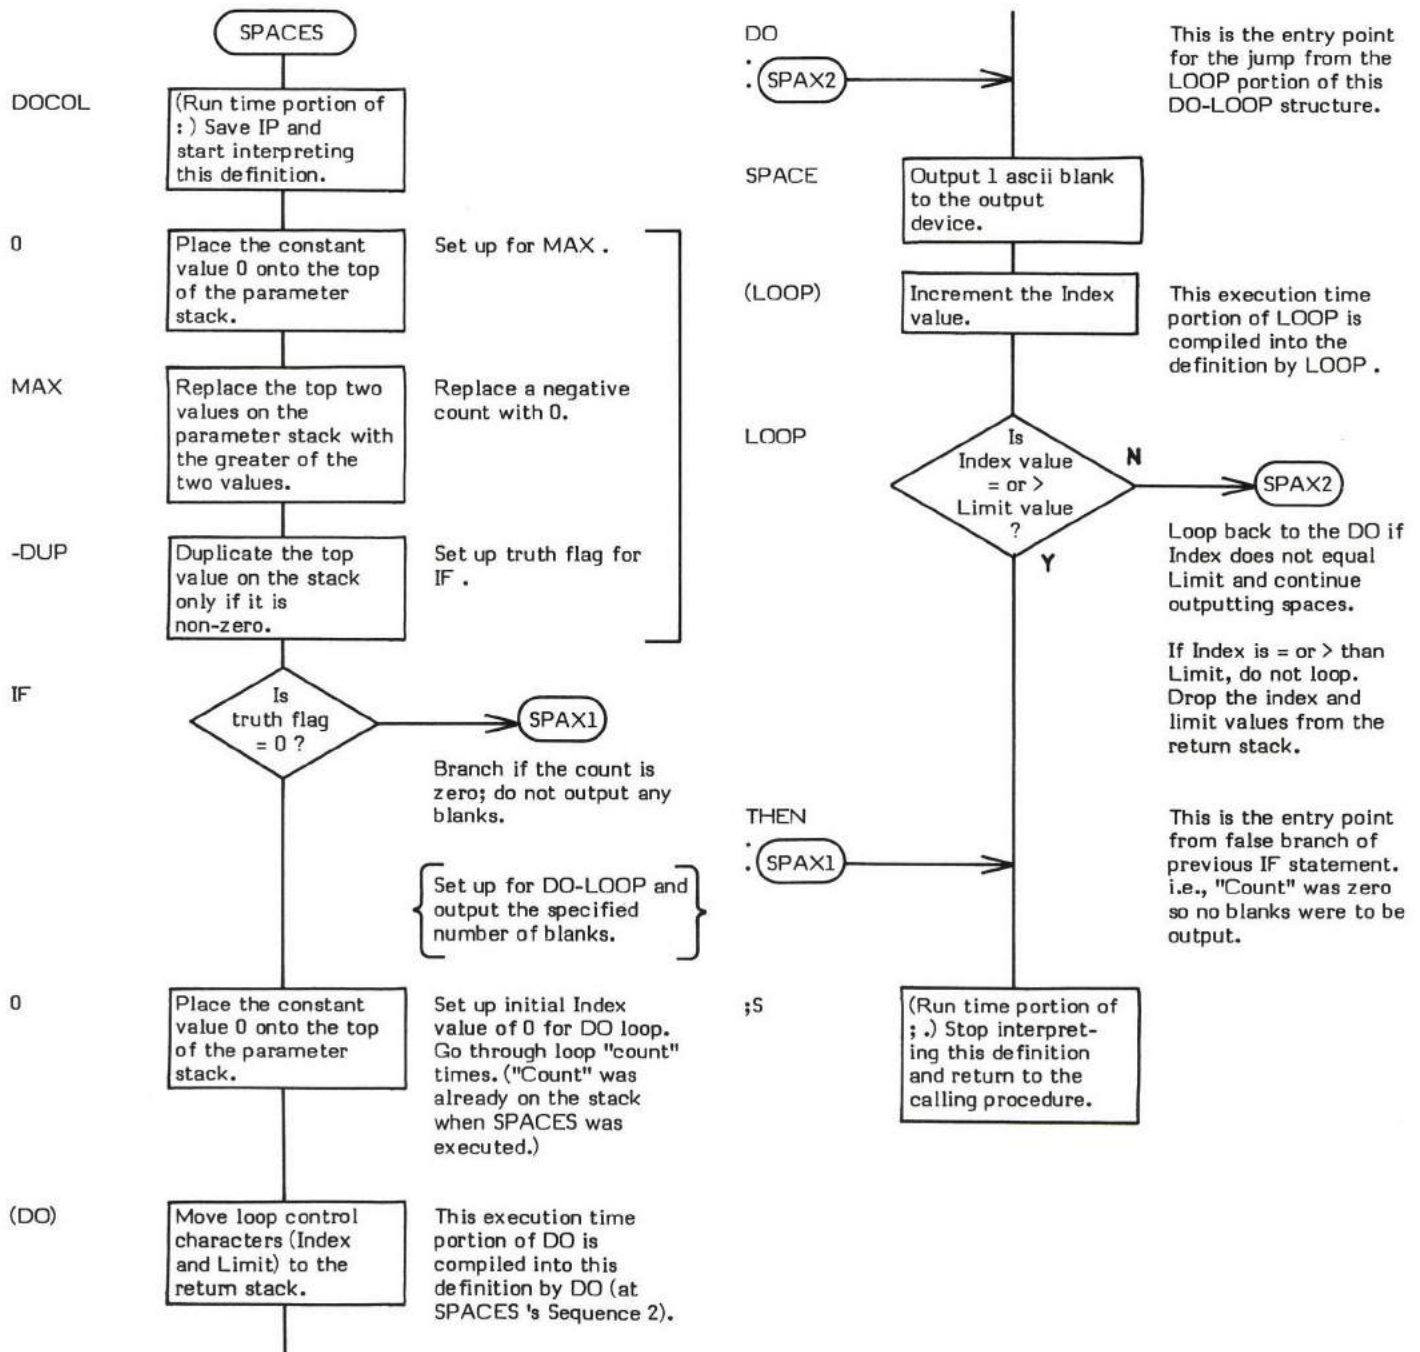 SPACES
DOCOL
(Run time portion of
: ) Save IP and
start interpreting
this definition.
0
Place the constant
value 0 onto the top
of the parameter
stack.
Set up for MAX .
MAX
Replace the top two
values on the
parameter stack with
the greater of the
two values.
Replace a negative
count with 0.
-DUP
Duplicate the top
value on the stack
only if it is
non-zero.
Set up truth flag for
IF .
IF
Is
truth flag
= 0 ?
SPAX1
Branch if the count is
zero; do not output any
blanks.
Set up for DO-LOOP and
output the specified
number of blanks.
0
Place the constant
value 0 onto the top
of the parameter
stack.
Set up initial Index
value of 0 for DO loop.
Go through loop "count"
times. ("Count" was
already on the stack
when SPACES was
executed.)
(DO)
Move loop control
characters (Index
and Limit) to the
return stack.
This execution time
portion of DO is
compiled into this
definition by DO (at
SPACES 's Sequence 2).
DO
: SPAX2
This is the entry point
for the jump from the
LOOP portion of this
DO-LOOP structure.
SPACE
Output 1 ascii blank
to the output
device.
(LOOP)
Increment the Index
value.
This execution time
portion of LOOP is
compiled into the
definition by LOOP .
LOOP
Is
Index value
= or >
Limit value
?
N
SPAX2
Y
Loop back to the DO if
Index does not equal
Limit and continue
outputting spaces.
If Index is = or > than
Limit, do not loop.
Drop the index and
limit values from the
return stack.
THEN
: SPAX1
This is the entry point
from false branch of
previous IF statement.
i.e., "Count" was zero
so no blanks were to be
output.
;S
(Run time portion of
; .) Stop interpret-
ing this definition
and return to the
calling procedure.